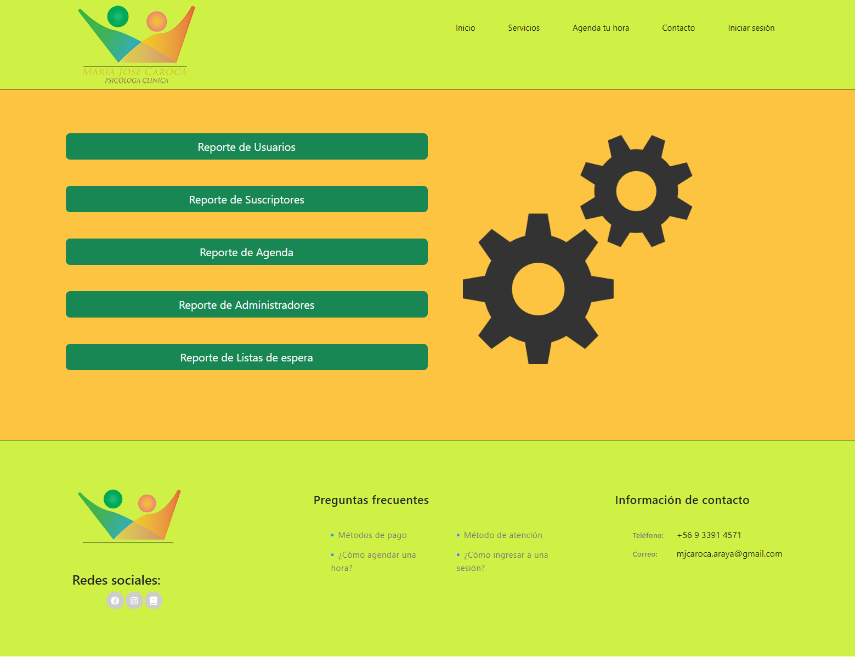 Inicio Servicios Agenda tu hora Contacto Iniciar sesión
MARIA JOSE CAROCA
PSICÓLOGA CLINICA
Reporte de Usuarios
Reporte de Suscriptores
Reporte de Agenda
Reporte de Administradores
Reporte de Listas de espera
Redes sociales:
Preguntas frecuentes
Métodos de pago
¿Cómo agendar una
hora?
Método de atención
¿Cómo ingresar a una
sesión?
Información de contacto
Teléfono: +56 9 3391 4571
Correo: mjcaroca.araya@gmail.com